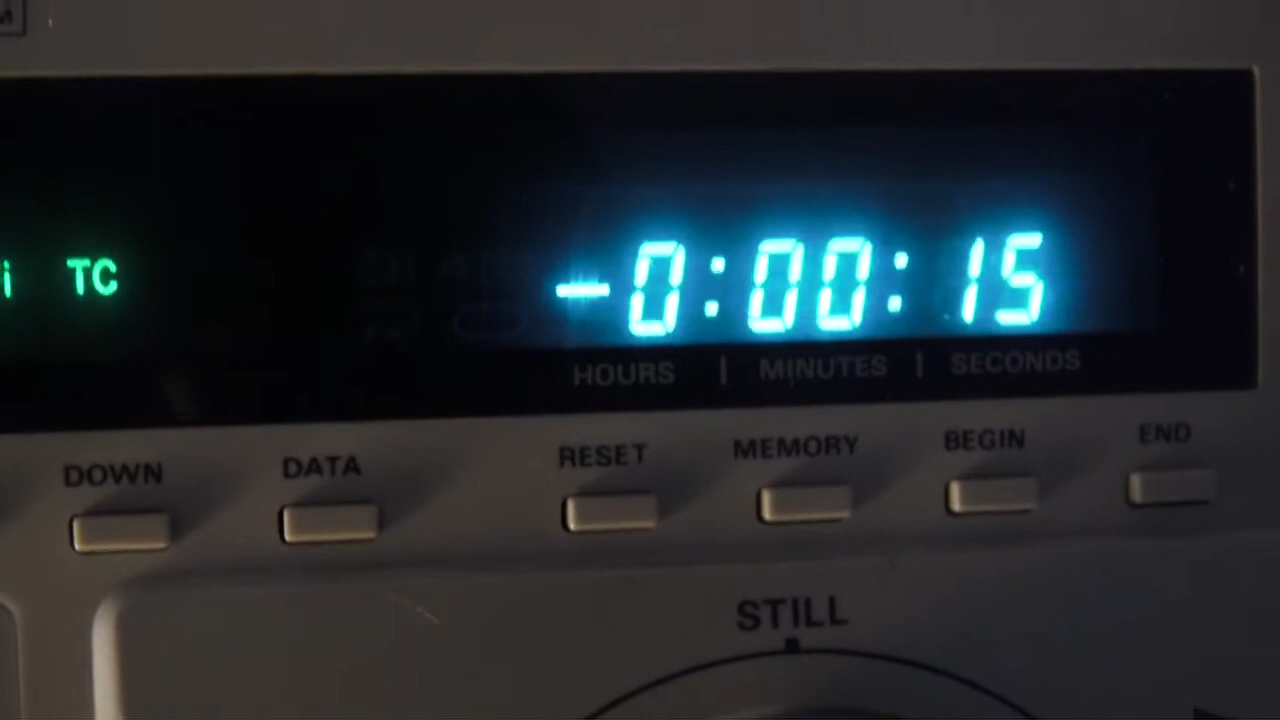 TC -0:00:15
HOURS | MINUTES | SECONDS
DOWN DATA RESET MEMORY BEGIN END
STILL